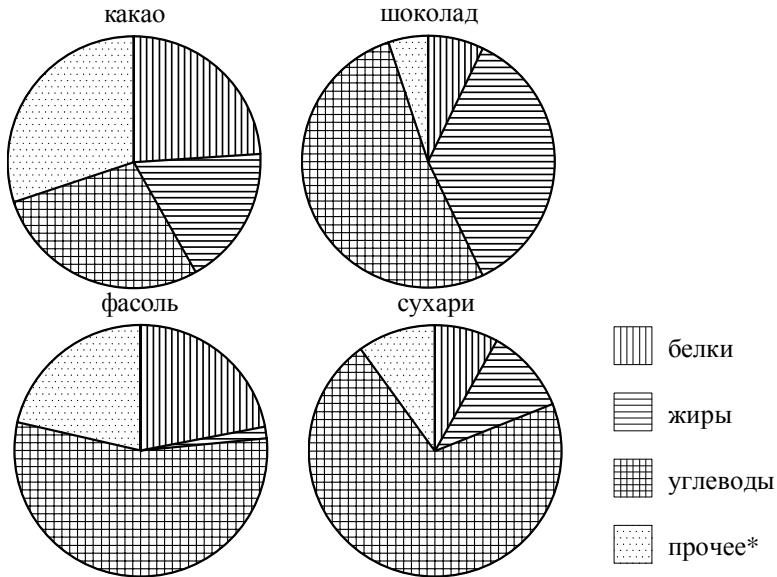 какао
шоколад
фасоль
сухари
белки
жиры
углеводы
прочее*